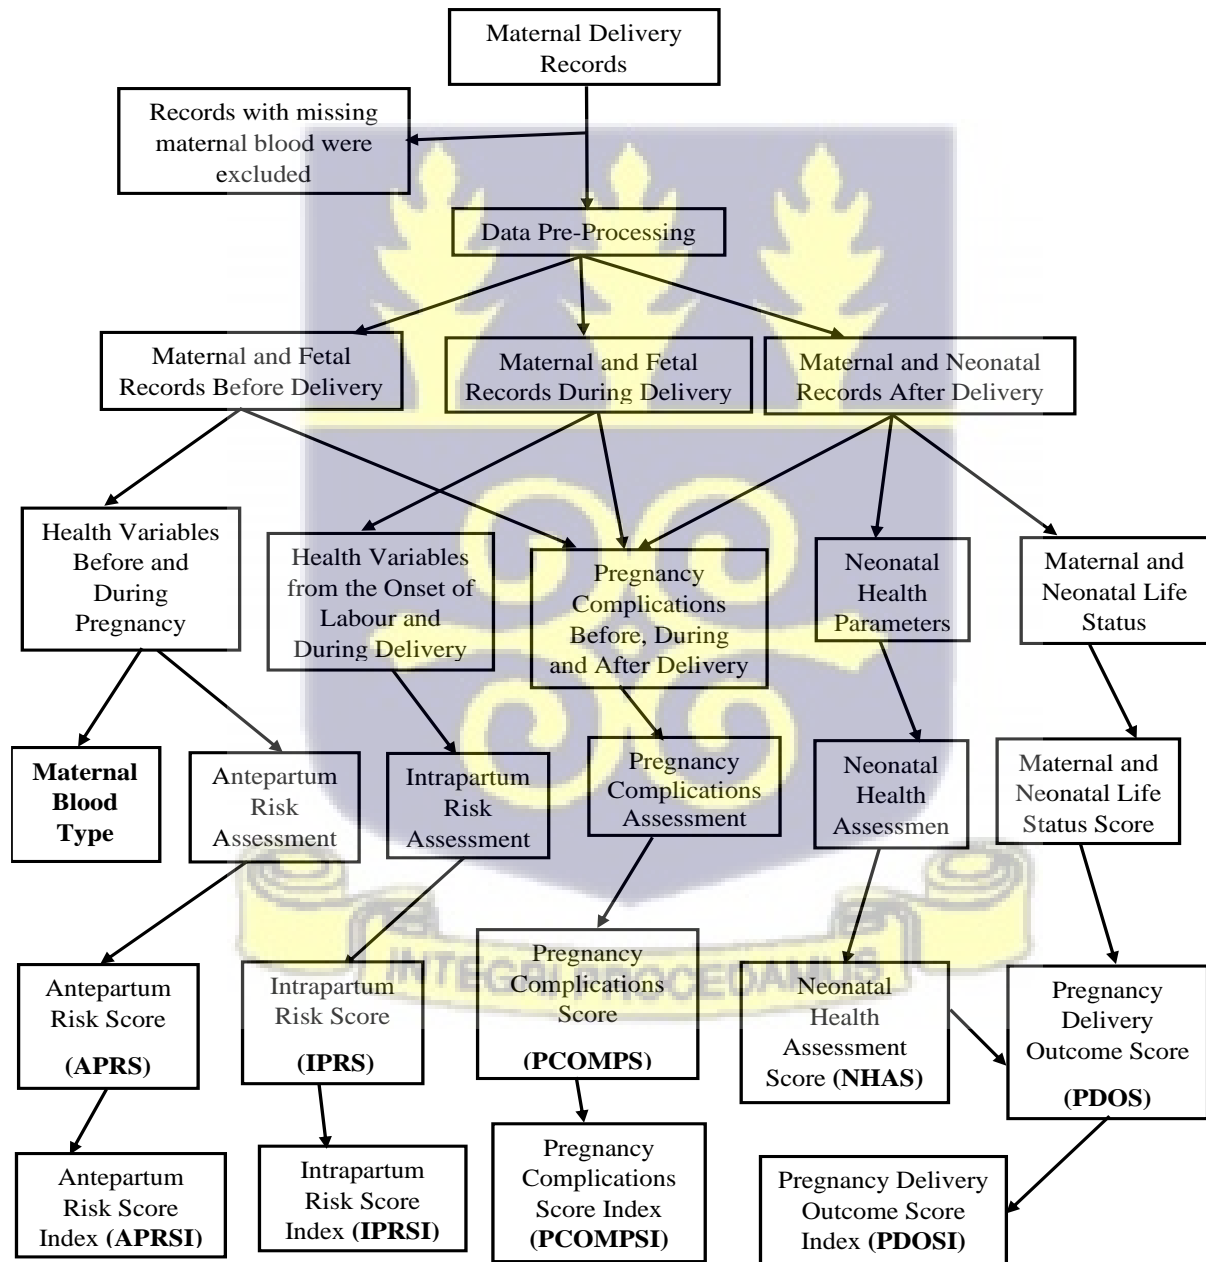 Maternal Delivery
Records
Records with missing
maternal blood were
excluded
Data Pre-Processing
Maternal and Fetal
Records Before Delivery
Maternal and Fetal
Records During Delivery
Maternal and Neonatal
Records After Delivery
Health Variables
Before and
During
Pregnancy
Health Variables
from the Onset of
Labour and
During Delivery
Pregnancy
Complications
Before, During
and After Delivery
Neonatal
Health
Parameters
Maternal and
Neonatal Life
Status
Maternal
Blood
Type
Antepartum
Risk
Assessment
Intrapartum
Risk
Assessment
Pregnancy
Complications
Assessment
Neonatal
Health
Assessmen
Maternal and
Neonatal Life
Status Score
INTEGRI PROCEDAMUS
Antepartum
Risk Score
(APRS)
Intrapartum
Risk Score
(IPRS)
Pregnancy
Complications
Score
(PCOMPS)
Neonatal
Health
Assessment
Score (NHAS)
Pregnancy
Delivery
Outcome Score
(PDOS)
Antepartum
Risk Score
Index (APRSI)
Intrapartum
Risk Score
Index (IPRSI)
Pregnancy
Complications
Score Index
(PCOMPSI)
Pregnancy Delivery
Outcome Score
Index (PDOSI)